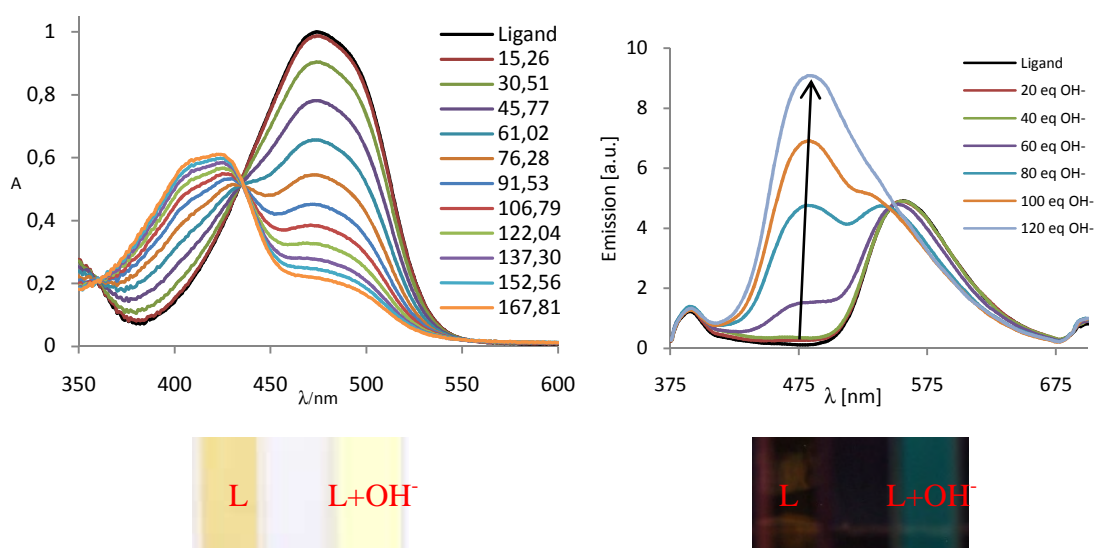 1
0,8
0,6
A
0,4
0,2
0
350
400
450
500
550
600
λ/nm
Ligand
15,26
30,51
45,77
61,02
76,28
91,53
106,79
122,04
137,30
152,56
167,81
10
8
6
4
2
0
Emission [a.u.]
375
475
575
675
λ [nm]
Ligand
20 eq OH-
40 eq OH-
60 eq OH-
80 eq OH-
100 eq OH-
120 eq OH-
L
L+OH-
L
L+OH-